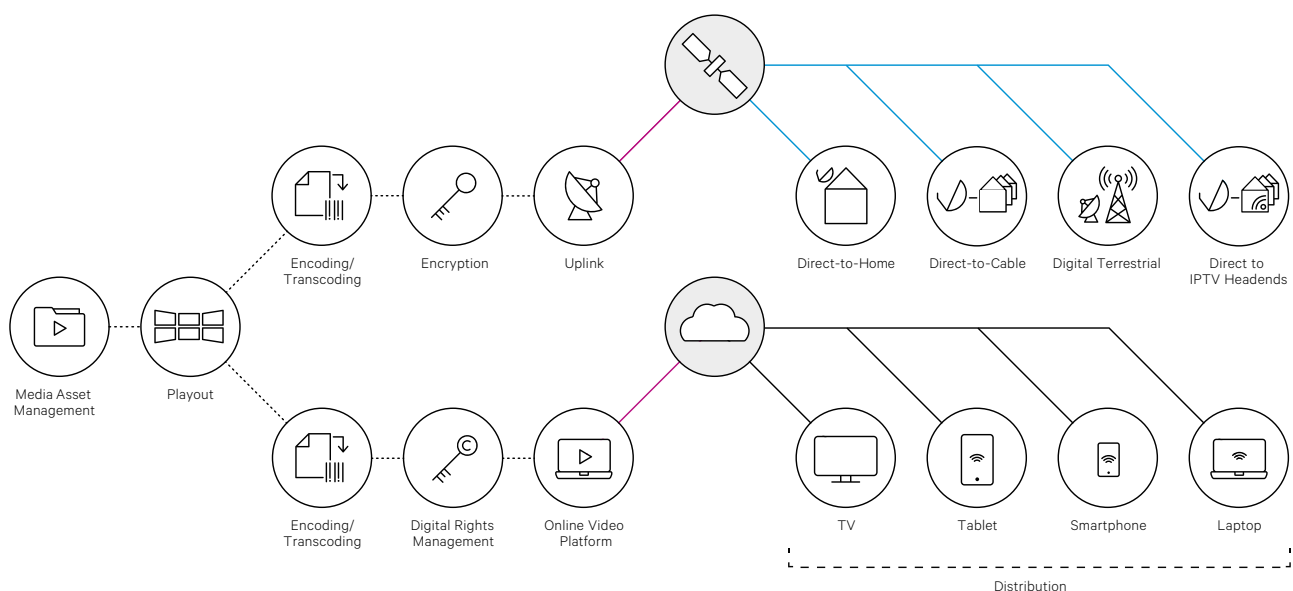 Encoding/
Transcoding
Encryption
Uplink
Direct-to-Home
Direct-to-Cable
Digital Terrestrial
Direct to
IPTV Headends
Media Asset
Management
Playout
Encoding/
Transcoding
Digital Rights
Management
Online Video
Platform
TV
Tablet
Smartphone
Laptop
Distribution